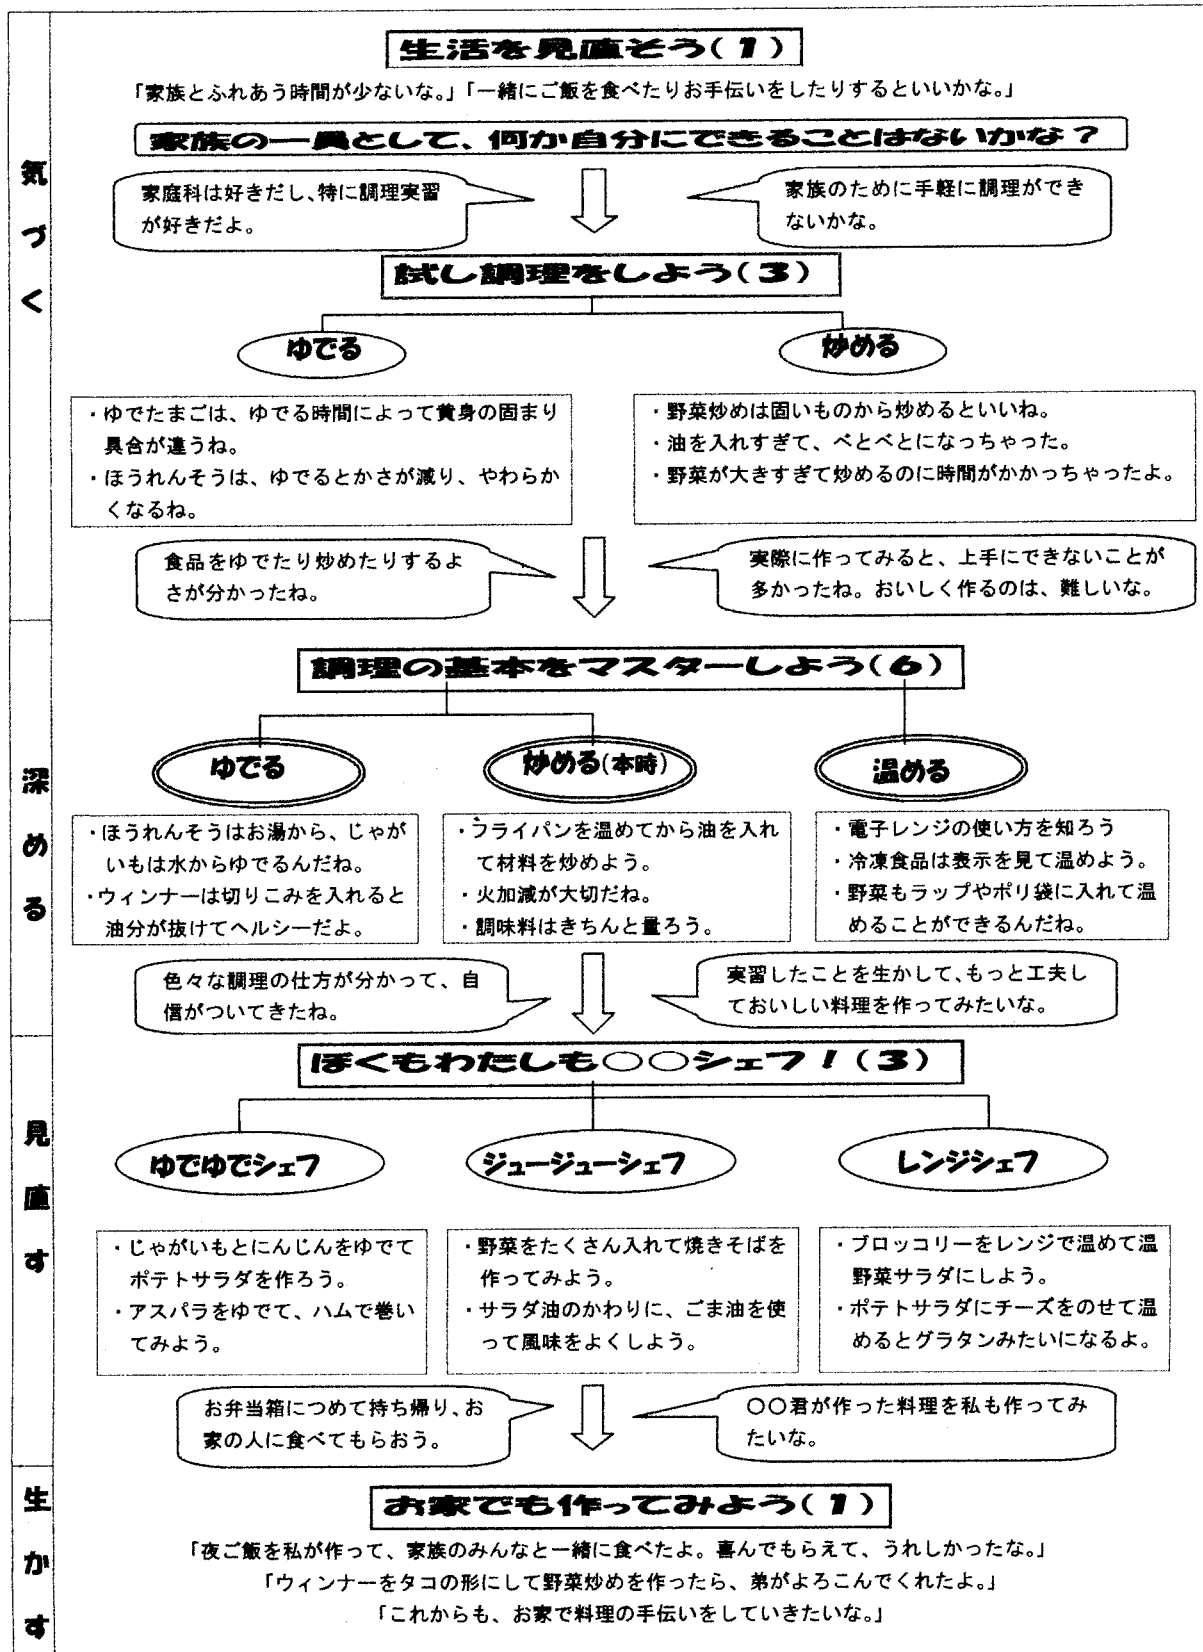 生活を見直そう(1)
「家族とふれあう時間が少ないな。」「一緒にご飯を食べたりお手伝いをしたりするといいかな。」
家族の一員として、何か自分にできることはないかな？
気づく
家庭科は好きだし、特に調理実習
が好きだよ。
家族のために手軽に調理ができ
ないかな。
試し調理をしよう(3)
ゆでる
炒める
・ゆでたまごは、ゆでる時間によって黄身の固まり
具合が違うね。
・ほうれんそうは、ゆでるとかさが減り、やわらか
くなるね。
・野菜炒めは固いものから炒めるといいね。
・油を入れすぎて、べとべとになっちゃった。
・野菜が大きすぎて炒めるのに時間がかかっちゃったよ。
食品をゆでたり炒めたりするよ
さが分かったね。
実際に作ってみると、上手にできないことが
多かったね。おいしく作るのは、難しいな。
深める
調理の基本をマスターしよう(6)
ゆでる
炒める(本時)
温める
・ほうれんそうはお湯から、じゃが
いもは水からゆでるんだね。
・ウィンナーは切りこみを入れると
油分が抜けてヘルシーだよ。
・フライパンを温めてから油を入れ
て材料を炒めよう。
・火加減が大切だね。
・調味料はきちんと量ろう。
・電子レンジの使い方を知ろう
・冷凍食品は表示を見て温めよう。
・野菜もラップやポリ袋に入れて温
めることができるんだね。
色々な調理の仕方が分かって、自
信がついてきたね。
実習したことを生かして、もっと工夫し
ておいしい料理を作ってみたいな。
見直す
ぼくもわたしも○○シェフ！(3)
ゆでゆでシェフ
ジュージューシェフ
レンジシェフ
・じゃがいもとにんじんをゆでて
ポテトサラダを作ろう。
・アスパラをゆでて、ハムで巻い
てみよう。
・野菜をたくさん入れて焼きそばを
作ってみよう。
・サラダ油のかわりに、ごま油を使
って風味をよくしよう。
・ブロッコリーをレンジで温めて温
野菜サラダにしよう。
・ポテトサラダにチーズをのせて温
めるとグラタンみたいになるよ。
お弁当箱につめて持ち帰り、お
家の人に食べてもらおう。
○○君が作った料理を私も作ってみ
たいな。
生かす
お家でも作ってみよう(1)
「夜ご飯を私が作って、家族のみんなと一緒に食べたよ。喜んでもらえて、うれしかったな。」
「ウィンナーをタコの形にして野菜炒めを作ったら、弟がよろこんでくれたよ。」
「これからも、お家で料理の手伝いをしていきたいな。」